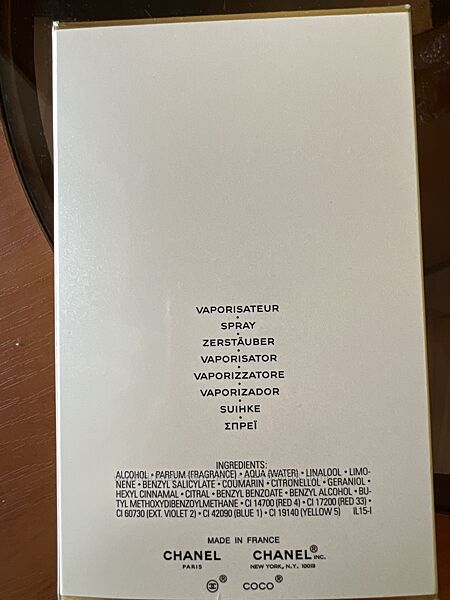 VAPORISATEUR
•
SPRAY
•
ZERSTÄUBER
•
VAPORISATOR
•
VAPORIZZATORE
•
VAPORIZADOR
•
SUIHKE
•
ΣΠΡΕΪ
INGREDIENTS:
ALCOHOL • PARFUM (FRAGRANCE) • AQUA (WATER) • LINALOOL • LIMO-
NENE • BENZYL SALICYLATE • COUMARIN • CITRONELLOL • GERANIOL •
HEXYL CINNAMAL • CITRAL • BENZYL BENZOATE • BENZYL ALCOHOL • BU-
TYL METHOXYDIBENZOYLMETHANE • CI 14700 (RED 4) • CI 17200 (RED 33) •
CI 60730 (EXT. VIOLET 2) • CI 42090 (BLUE 1) • CI 19140 (YELLOW 5) IL15-I
MADE IN FRANCE
CHANEL CHANEL® INC.
PARIS NEW YORK, N.Y. 10019
® COCO®